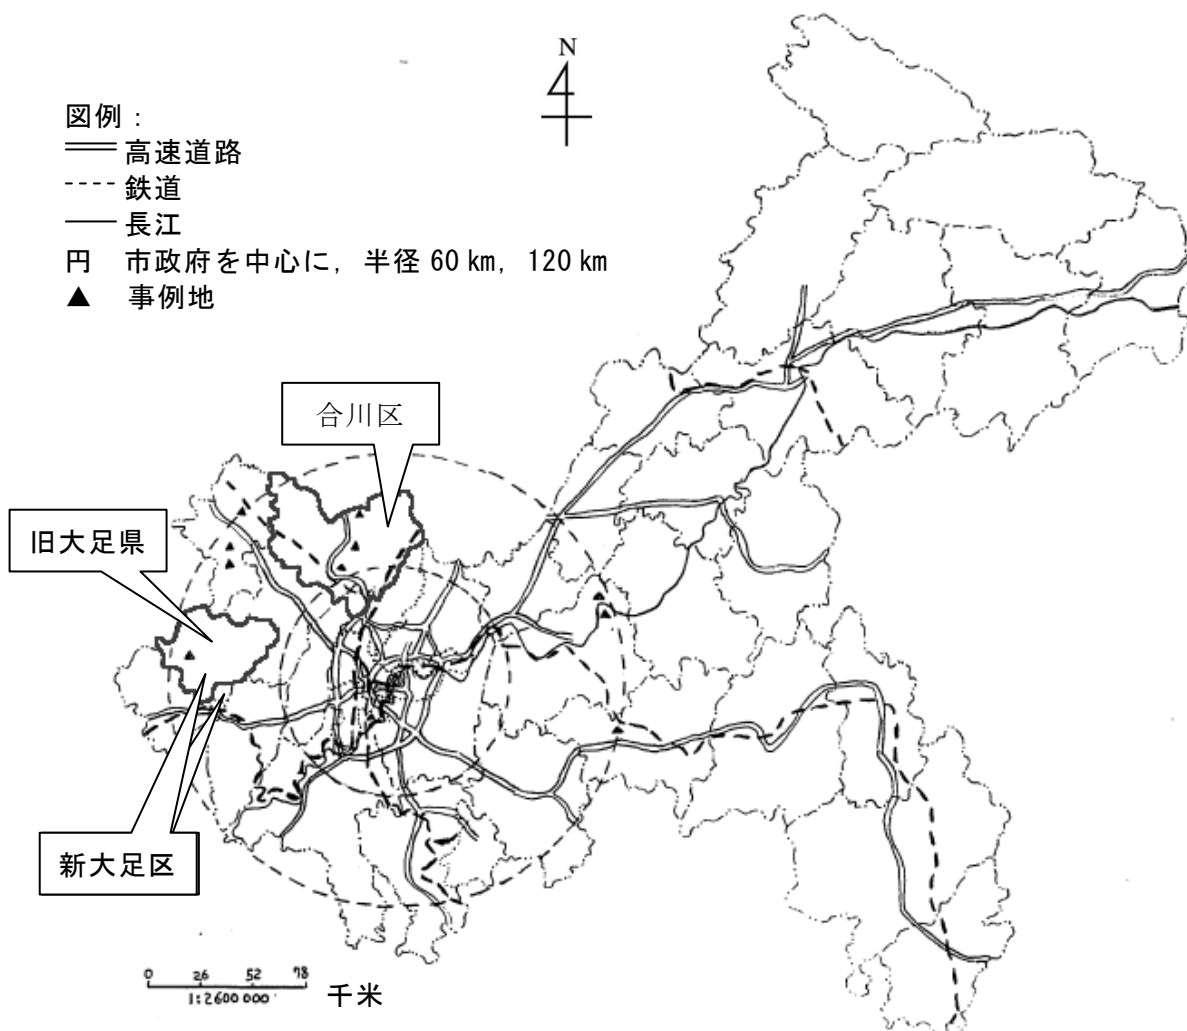 N
図例：
高速道路
鉄道
長江
円 市政府を中心に，半径 60 km，120 km
▲ 事例地
合川区
旧大足県
新大足区
0 26 52 78
1:2600000 千米